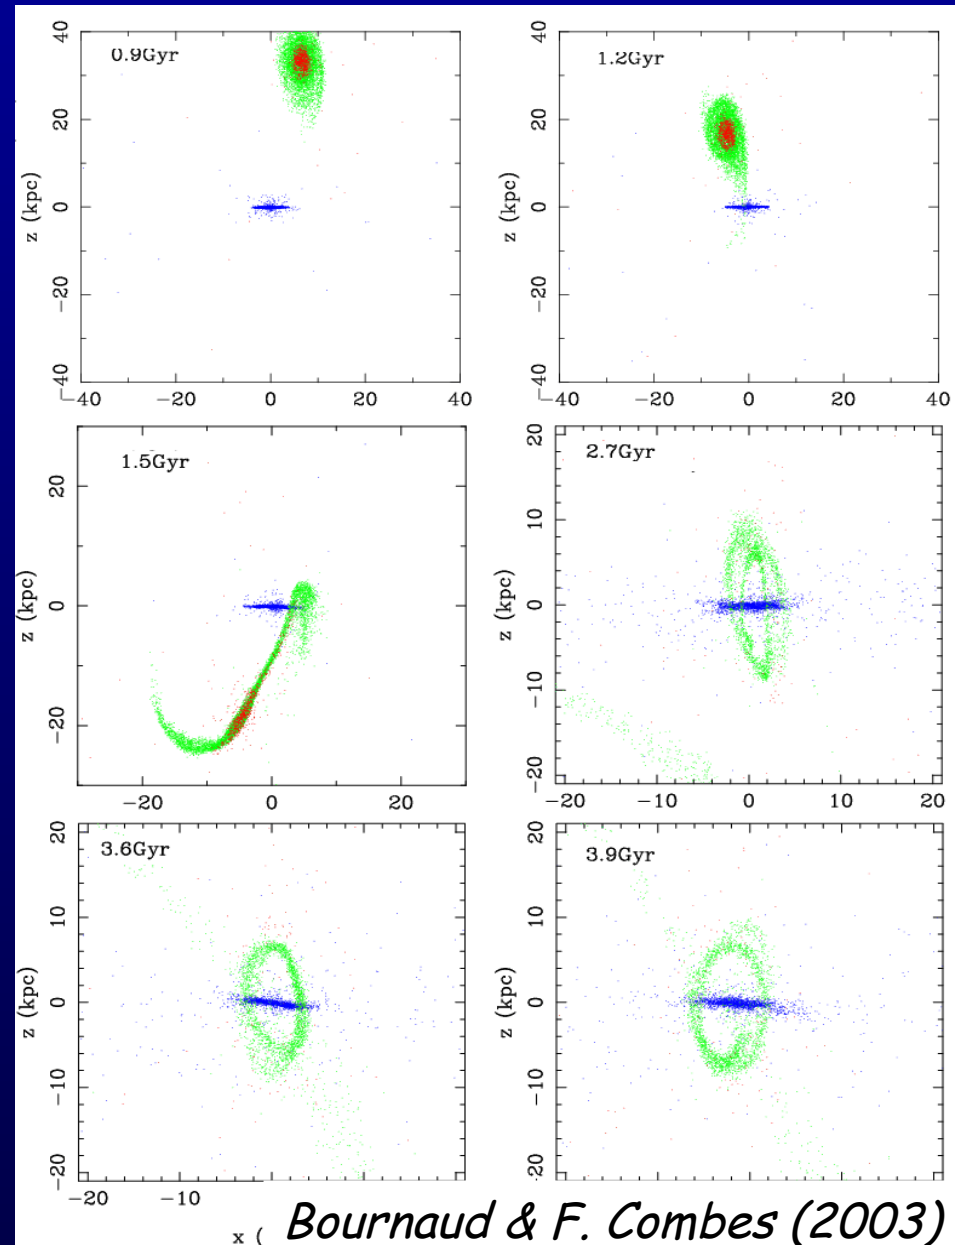 0.9Gyr
1.2Gyr
40
20
0
−20
−40
z (kpc)
−40 −20 0 20 40
40
20
0
−20
−40
z (kpc)
−40 −20 0 20 40
1.5Gyr
2.7Gyr
20
0
−20
z (kpc)
−20 0 20
20
10
0
−10
−20
z (kpc)
−20 −10 0 10 20
3.6Gyr
3.9Gyr
20
10
0
−10
−20
z (kpc)
−20 −10
20
10
0
−10
−20
z (kpc)
x (
Bournaud & F. Combes (2003)